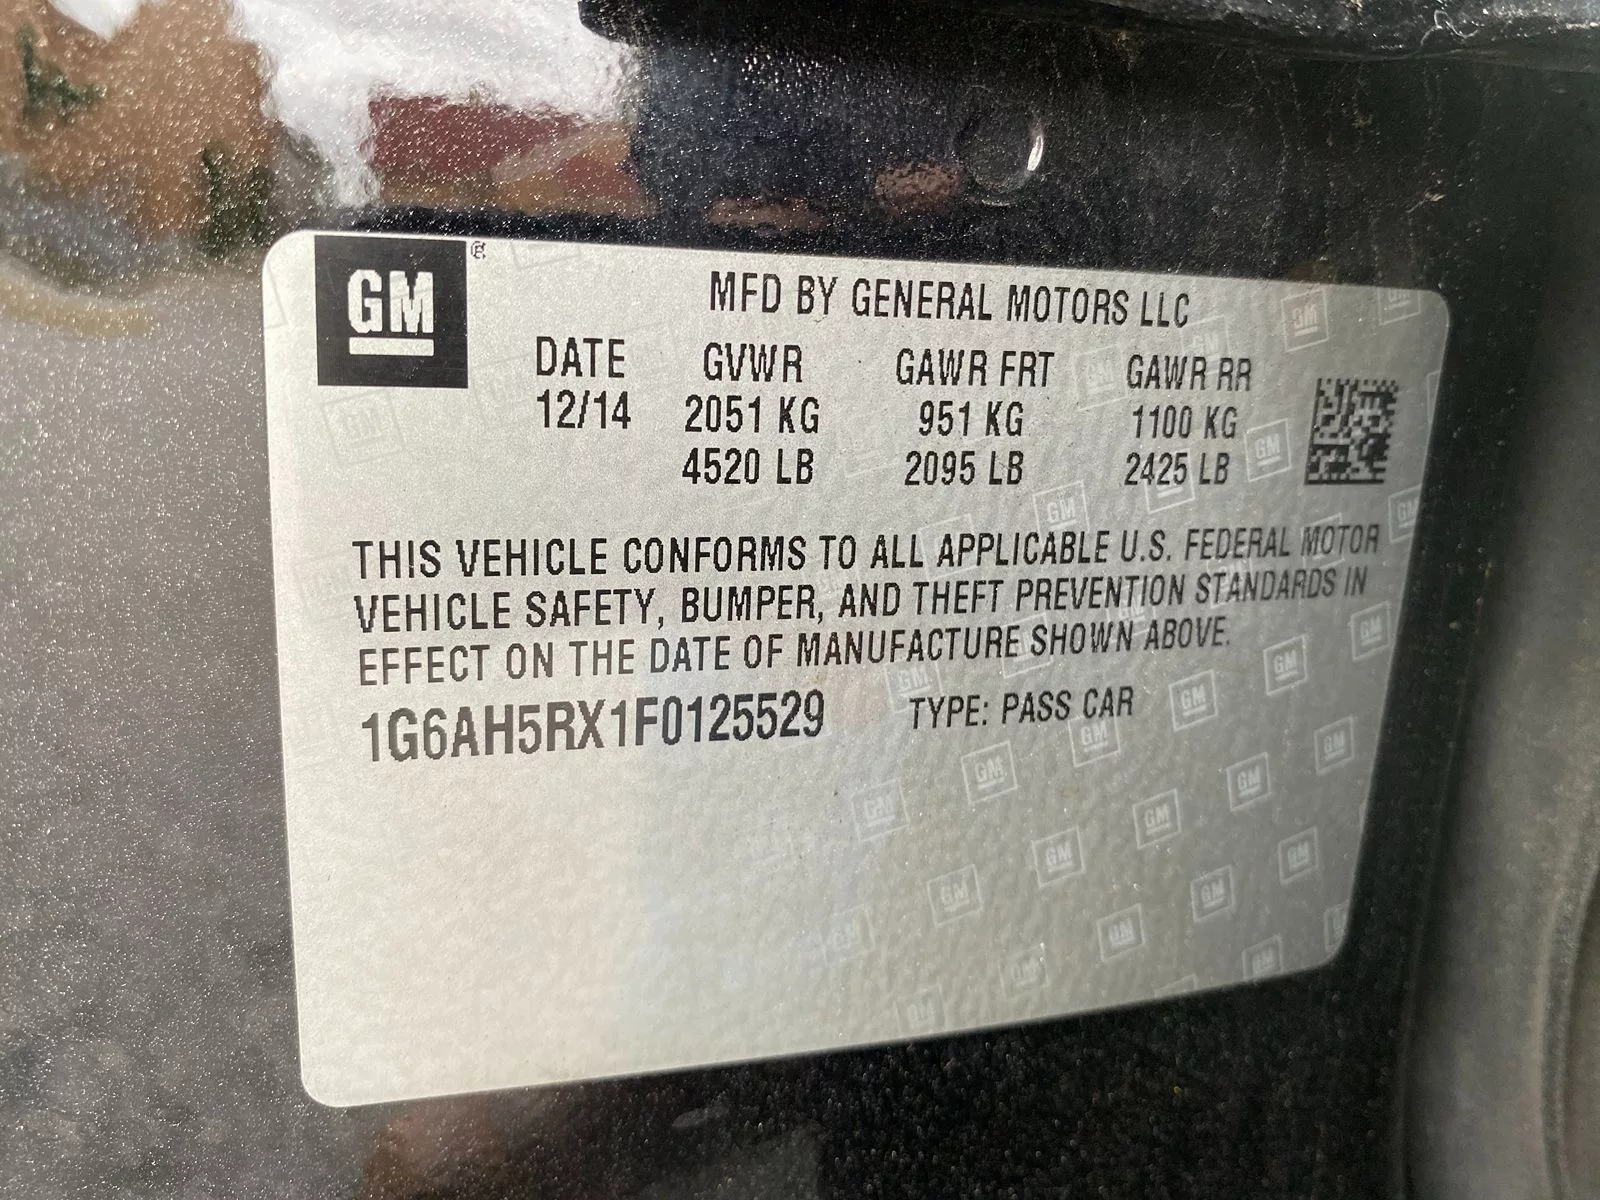 GM
MFD BY GENERAL MOTORS LLC
DATE GVWR GAWR FRT GAWR RR
12/14 2051 KG 951 KG 1100 KG
4520 LB 2095 LB 2425 LB
THIS VEHICLE CONFORMS TO ALL APPLICABLE U.S. FEDERAL MOTOR
VEHICLE SAFETY, BUMPER, AND THEFT PREVENTION STANDARDS IN
EFFECT ON THE DATE OF MANUFACTURE SHOWN ABOVE.
1G6AH5RX1F0125529 TYPE: PASS CAR